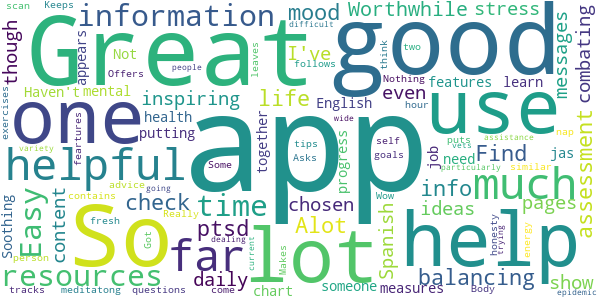 scan Keeps information mood Worthwhile stress difficult
people
though Great good messages
appears I've think two combating
leaves follows Nothing
exercises Not Offers
Haven't mental inspiring life English even features learn
feartures one app use
health hour wide
putting together tips self puts assistance
Some Asks goals vets nap
variety helpful progress job need Find jas particularly similar
advice going
contains check chosen info much assessment
Soothing Easy content time Alot Spanish ideas pages
fresh ptsd Wow honesty trying energy
Really
person So far lot help
Got dealing Makes current
resources daily someone balancing show
chart measures Body
tracks meditatong questions come epidemic